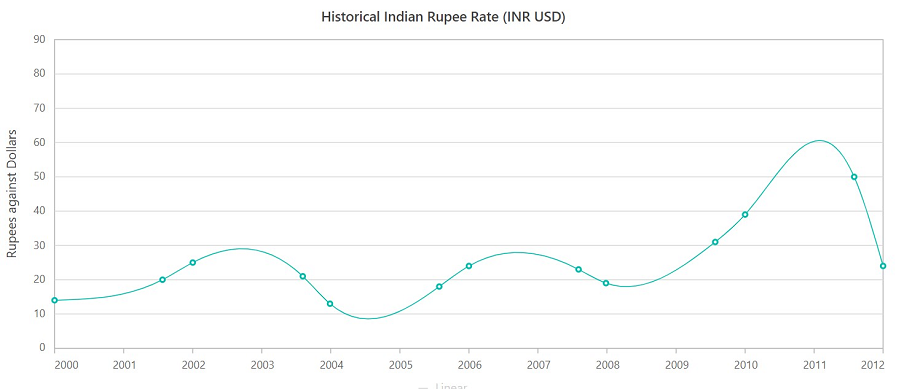 Historical Indian Rupee Rate (INR USD)
Rupees against Dollars
90
80
70
60
50
40
30
20
10
0
2000 2001 2002 2003 2004 2005 2006 2007 2008 2009 2010 2011 2012
Linear